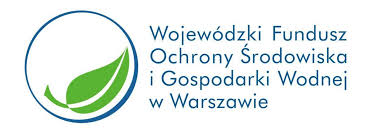 Wojewódzki Fundusz
Ochrony Środowiska
i Gospodarki Wodnej
w Warszawie